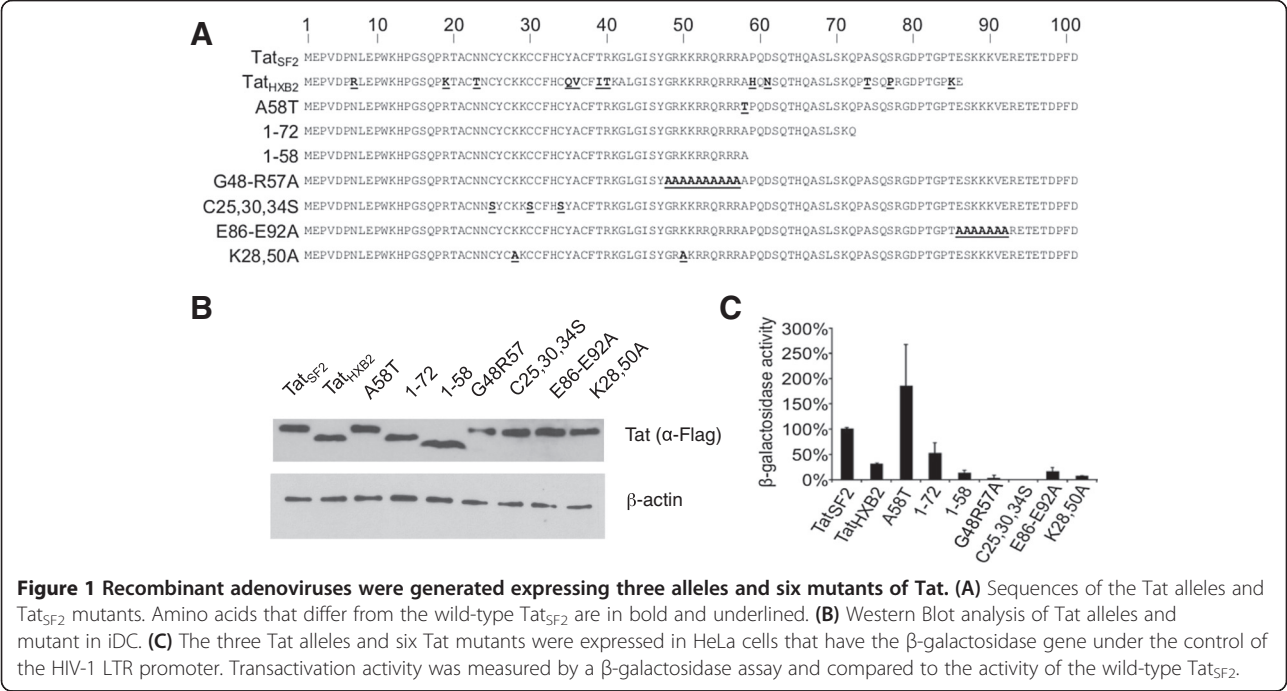 A
1 10 20 30 40 50 60 70 80 90 100
TatSF2 MEPVDPNLEPWKHPGSQPRTACNNCYCKKCCFHCYACFTRKGLGISYGRKKRRQRRRAPQDSQTHQASLSKQPASQSRGDPTGPTESKKKVERETETDPFD
TatHXB2 MEPVDPRLEPWKHPGSQPKTACTNCYCKKCCFHCQVCFITKALGISYGRKKRRQRRRAHQNSQTHQASLSKQPTSQPRGDPTGPKE
A58T MEPVDPNLEPWKHPGSQPRTACNNCYCKKCCFHCYACFTRKGLGISYGRKKRRQRRRTPQDSQTHQASLSKQPASQSRGDPTGPTESKKKVERETETDPFD
1-72 MEPVDPNLEPWKHPGSQPRTACNNCYCKKCCFHCYACFTRKGLGISYGRKKRRQRRRAPQDSQTHQASLSKQ
1-58 MEPVDPNLEPWKHPGSQPRTACNNCYCKKCCFHCYACFTRKGLGISYGRKKRRQRRRA
G48-R57A MEPVDPNLEPWKHPGSQPRTACNNCYCKKCCFHCYACFTRKGLGISYAAAAAAAAAAAPQDSQTHQASLSKQPASQSRGDPTGPTESKKKVERETETDPFD
C25,30,34S MEPVDPNLEPWKHPGSQPRTACNNSYCKKCSFHSYACFTRKGLGISYGRKKRRQRRRAPQDSQTHQASLSKQPASQSRGDPTGPTESKKKVERETETDPFD
E86-E92A MEPVDPNLEPWKHPGSQPRTACNNCYCKKCCFHCYACFTRKGLGISYGRKKRRQRRRAPQDSQTHQASLSKQPASQSRGDPTGPTAAAAAAARETETDPFD
K28,50A MEPVDPNLEPWKHPGSQPRTACNNCYCAKCCFHCYACFTRKGLGISYGRAKRRQRRRAPQDSQTHQASLSKQPASQSRGDPTGPTESKKKVERETETDPFD
B
TatSF2 TatHXB2 A58T 1-72 1-58 G48R57 C25,30,34S E86-E92A K28,50A
Tat (α-Flag)
β-actin
C
β-galactosidase activity
300%
250%
200%
150%
100%
50%
0%
TatSF2 TatHXB2 A58T 1-72 1-58 G48R57A C25,30,34S E86-E92A K28,50A
Figure 1 Recombinant adenoviruses were generated expressing three alleles and six mutants of Tat. (A) Sequences of the Tat alleles and
TatSF2 mutants. Amino acids that differ from the wild-type TatSF2 are in bold and underlined. (B) Western Blot analysis of Tat alleles and
mutant in iDC. (C) The three Tat alleles and six Tat mutants were expressed in HeLa cells that have the β-galactosidase gene under the control of
the HIV-1 LTR promoter. Transactivation activity was measured by a β-galactosidase assay and compared to the activity of the wild-type TatSF2.